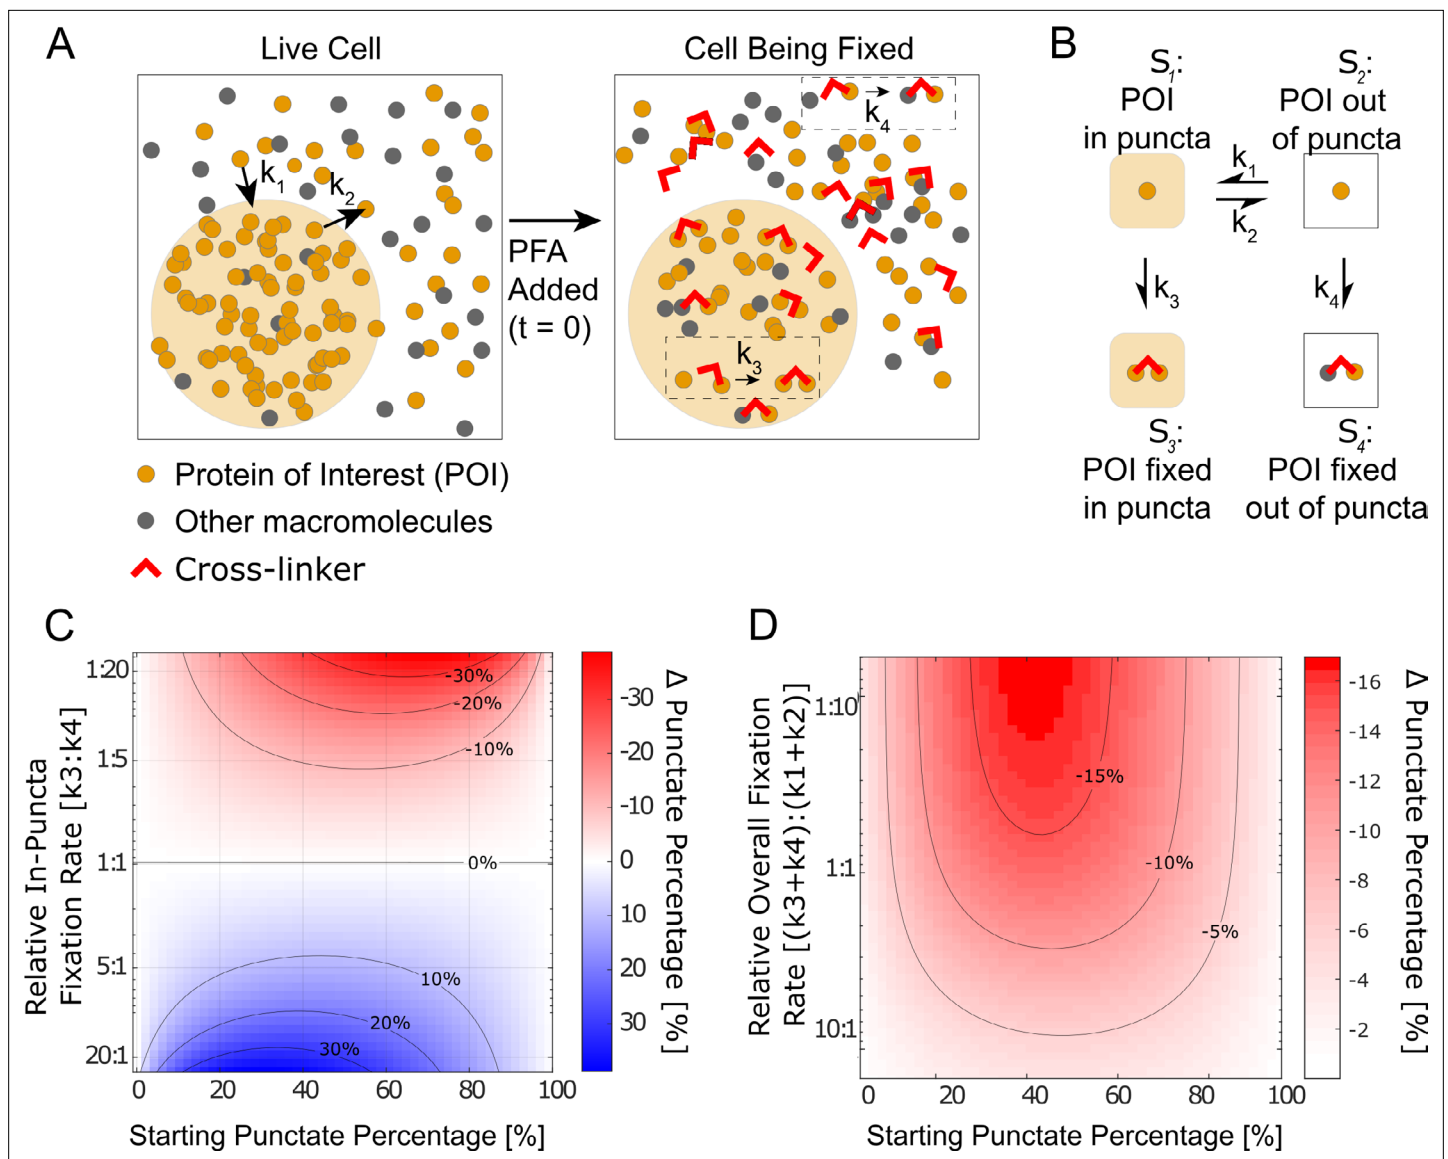 A
Live Cell
Cell Being Fixed
k1
k2
PFA
Added
(t = 0)
k4
k3
Protein of Interest (POI)
Other macromolecules
Cross-linker
B
S1:
POI
in puncta
S2:
POI out
of puncta
k1
k2
k3
k4
S3:
POI fixed
in puncta
S4:
POI fixed
out of puncta
C
Relative In-Puncta
Fixation Rate [k3:k4]
1:20
1:5
1:1
5:1
20:1
-30%
-20%
-10%
0%
10%
20%
30%
0 20 40 60 80 100
Starting Punctate Percentage [%]
-30
-20
-10
0
10
20
30
Δ Punctate Percentage [%]
D
Relative Overall Fixation
Rate [(k3+k4):(k1+k2)]
1:10
1:1
10:1
-15%
-10%
-5%
0 20 40 60 80 100
Starting Punctate Percentage [%]
-16
-14
-12
-10
-8
-6
-4
-2
Δ Punctate Percentage [%]